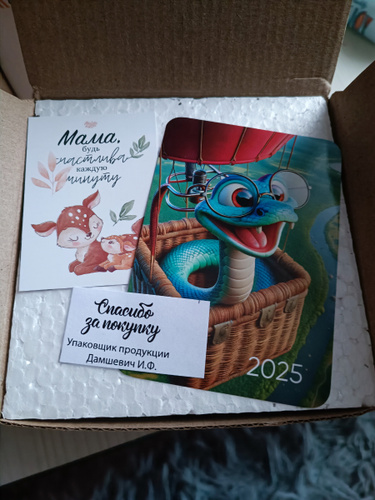 Мама,
будь
счастлива
каждую
минуту
2025
Спасибо
за покупку
Упаковщик продукции
Дамшевич И.Ф.